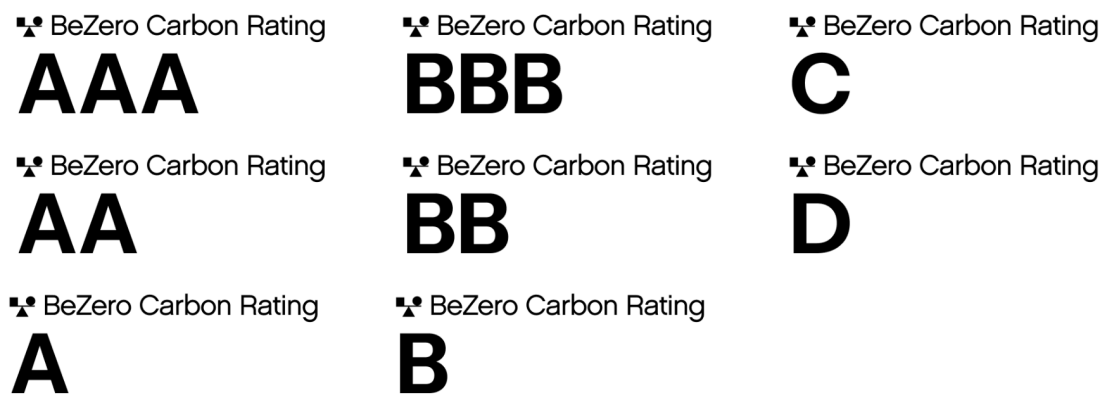 BeZero Carbon Rating
AAA
BeZero Carbon Rating
BBB
BeZero Carbon Rating
C
BeZero Carbon Rating
AA
BeZero Carbon Rating
BB
BeZero Carbon Rating
D
BeZero Carbon Rating
A
BeZero Carbon Rating
B